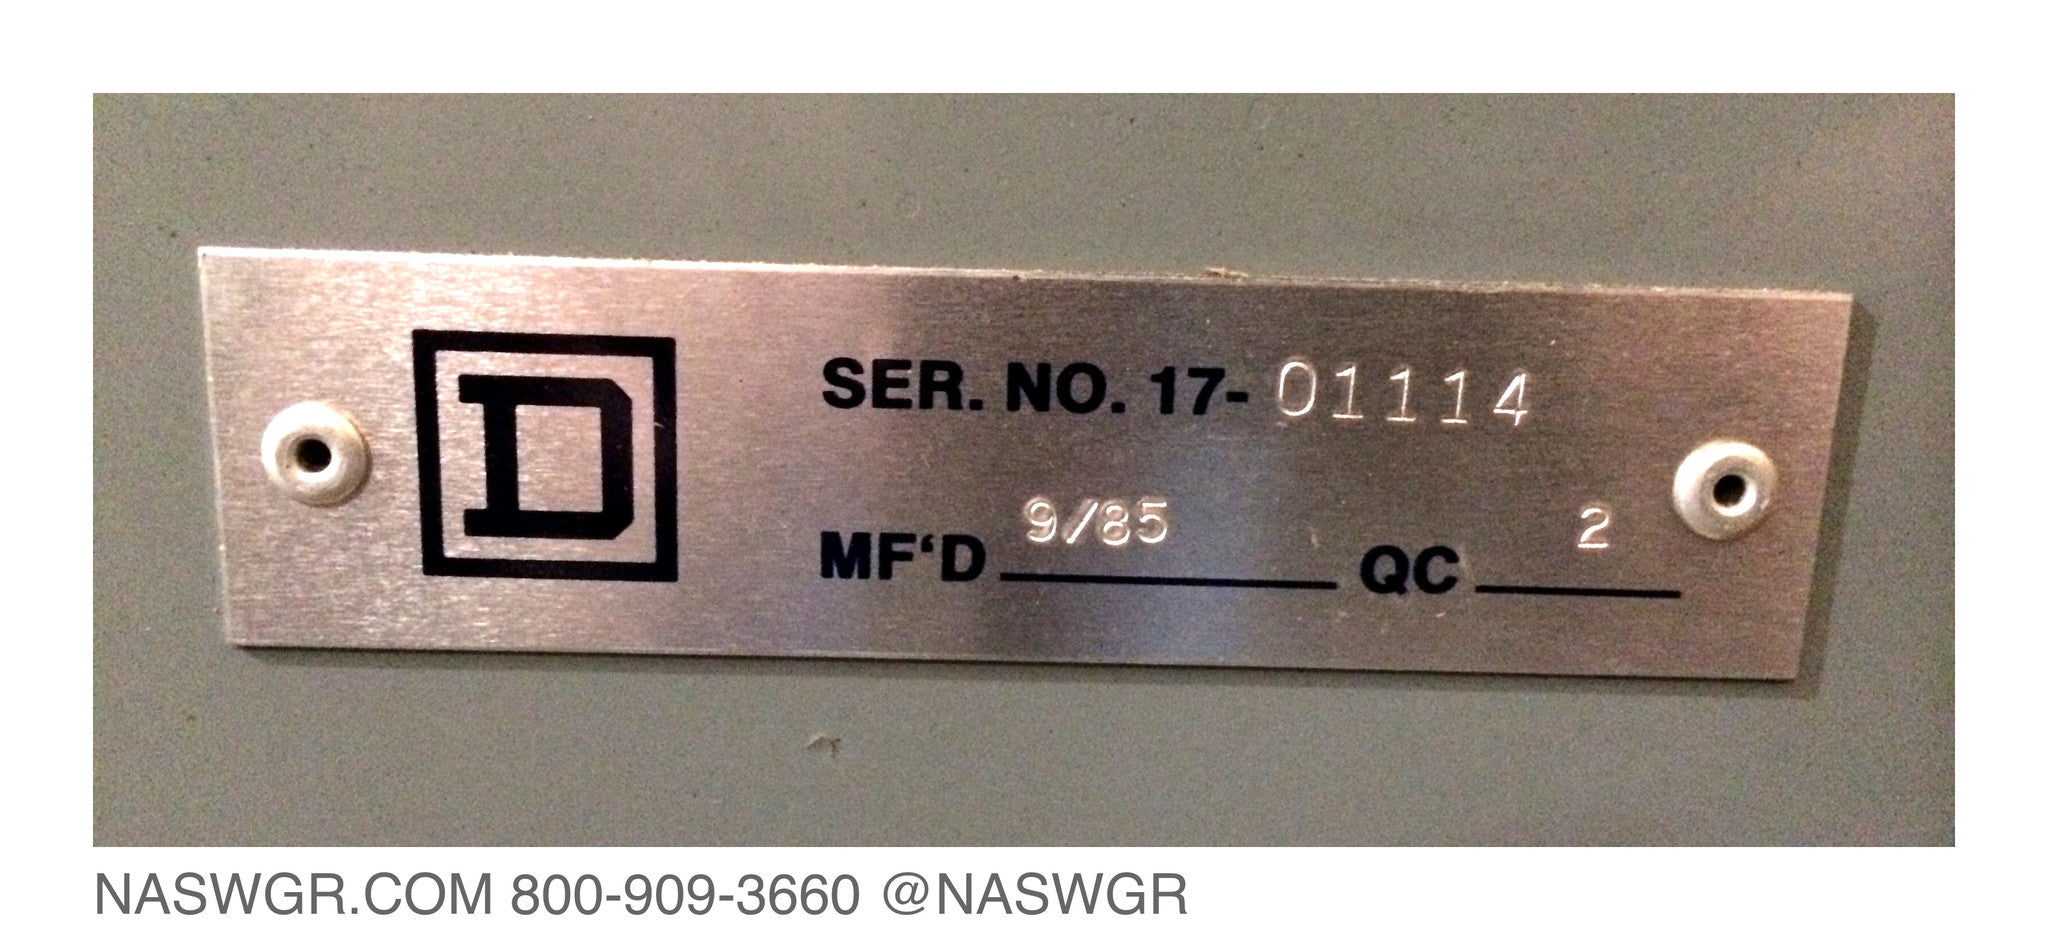 D
SER. NO. 17-01114
MF‘D 9/85 QC 2
NASWGR.COM 800-909-3660 @NASWGR